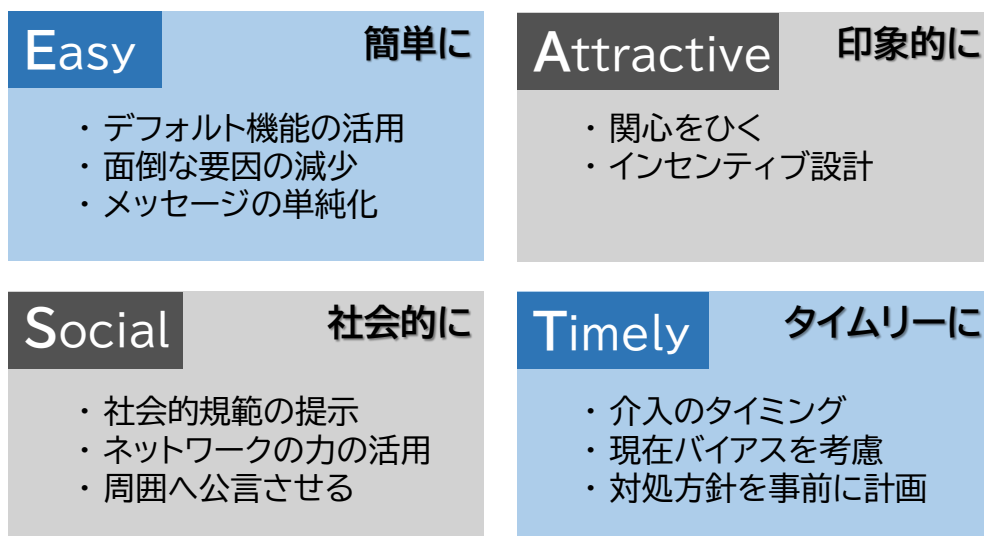 Easy 簡単に
・デフォルト機能の活用
・面倒な要因の減少
・メッセージの単純化
Attractive 印象的に
・関心をひく
・インセンティブ設計
Social 社会的に
・社会的規範の提示
・ネットワークの力の活用
・周囲へ公言させる
Timely タイムリーに
・介入のタイミング
・現在バイアスを考慮
・対処方針を事前に計画